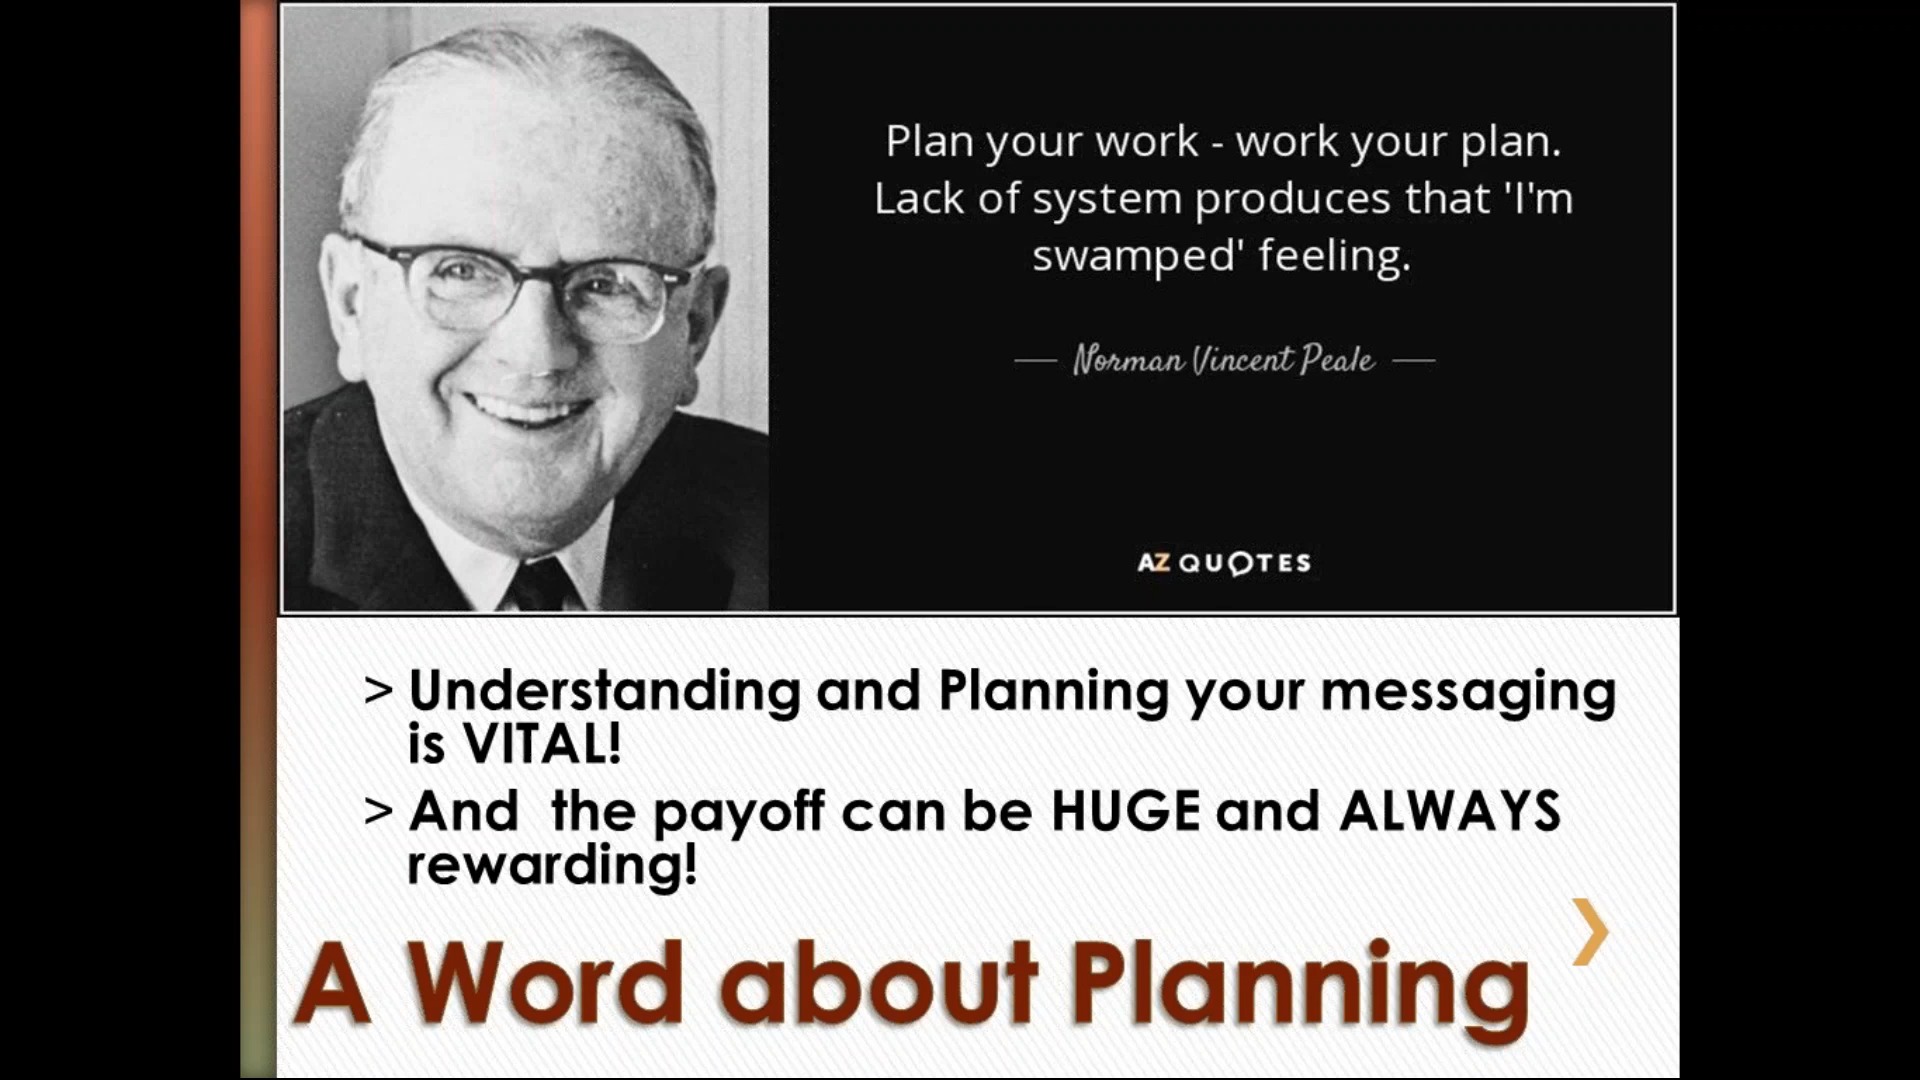 Plan your work - work your plan.
Lack of system produces that 'I'm
swamped' feeling.
Norman Vincent Peale
AZ QUOTES
> Understanding and Planning your messaging
is VITAL!
> And  the payoff can be HUGE and ALWAYS
rewarding!
A Word about Planning